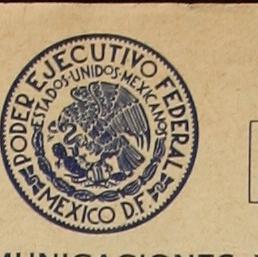 PODER EJECUTIVO FEDERAL
ESTADOS·UNIDOS·MEXICANOS
MEXICO D.F.